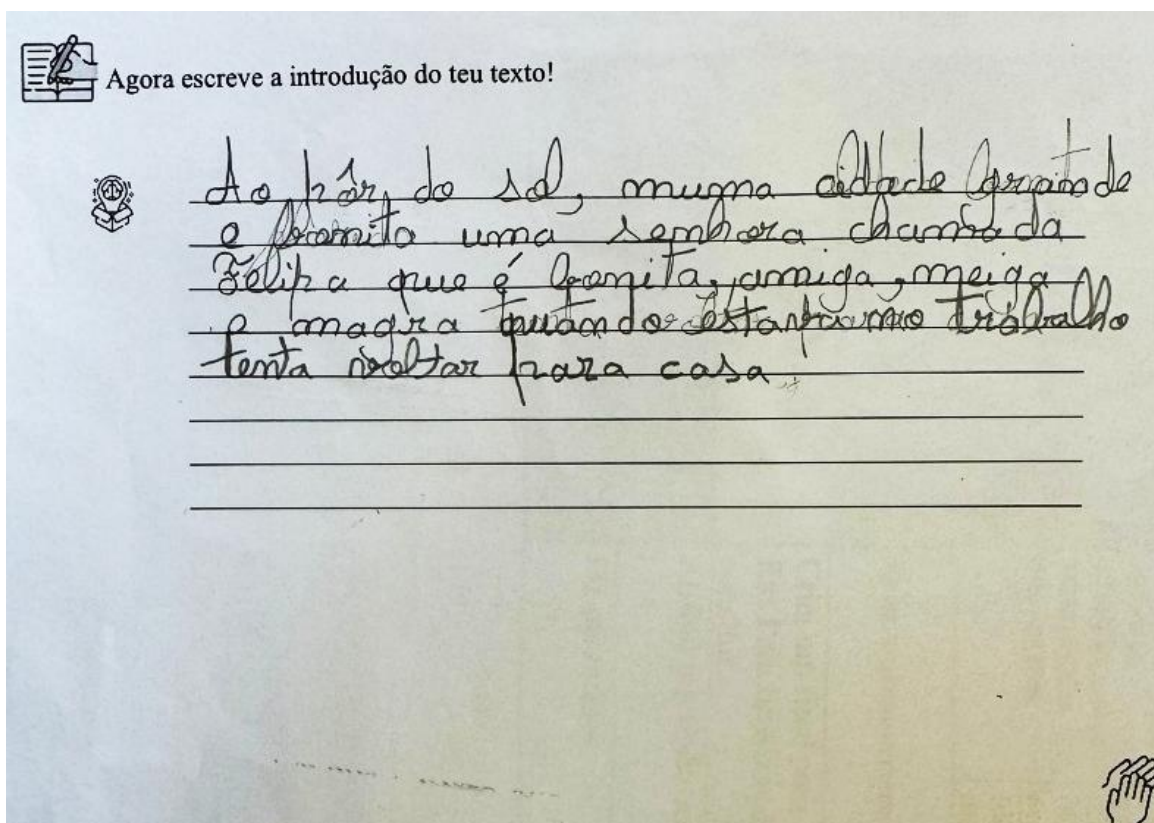 Agora escreve a introdução do teu texto!
Ao pôr, do sol, mugma cidade grande
e bonita uma senhora chamada
Felipa que é bonita, amiga, meiga
e magra quando estava no trabalho
tenta voltar para casa.